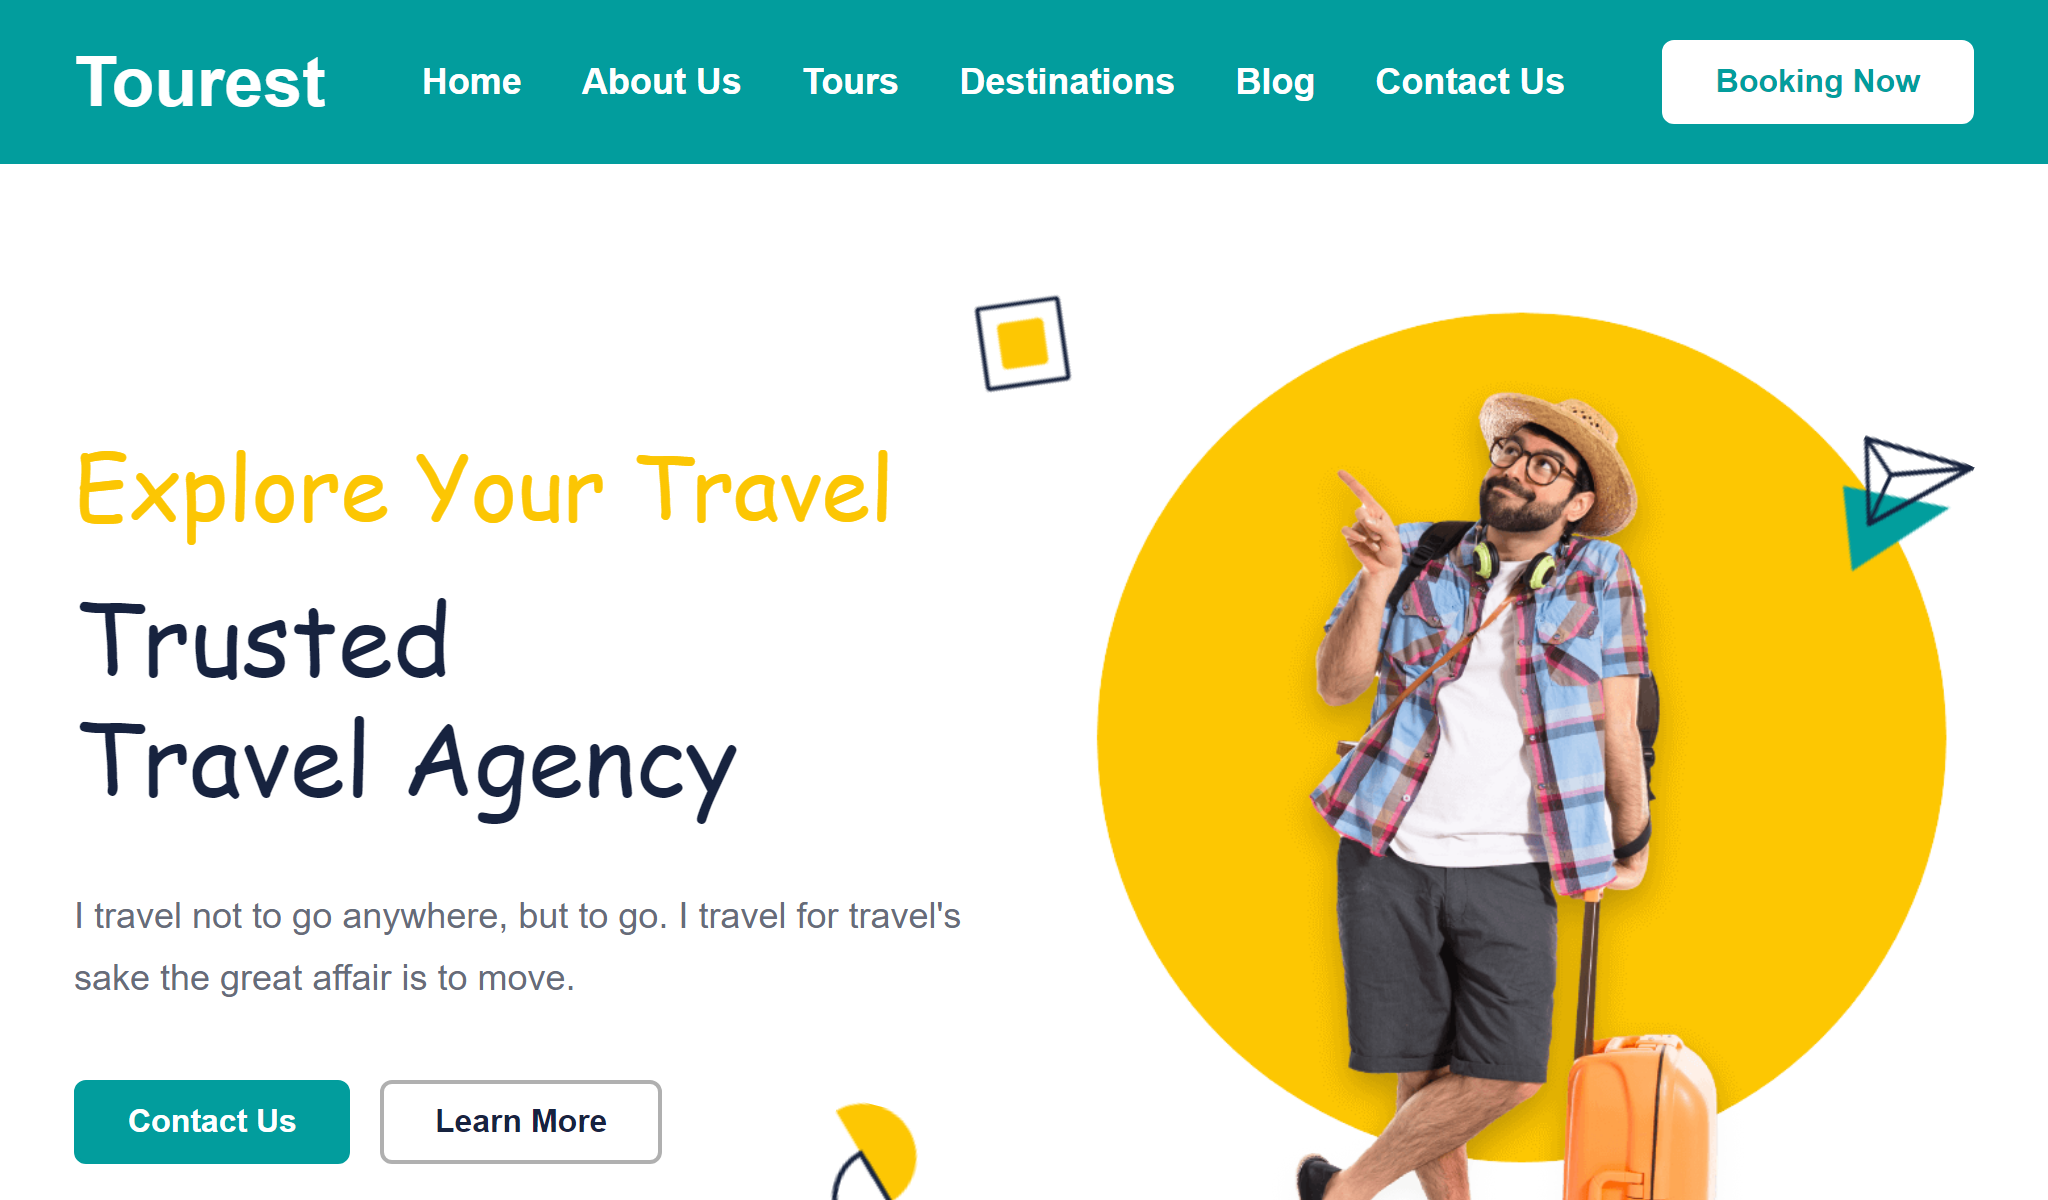 Tourest
Home About Us Tours Destinations Blog Contact Us
Booking Now
Explore Your Travel
Trusted
Travel Agency
I travel not to go anywhere, but to go. I travel for travel's
sake the great affair is to move.
Contact Us
Learn More